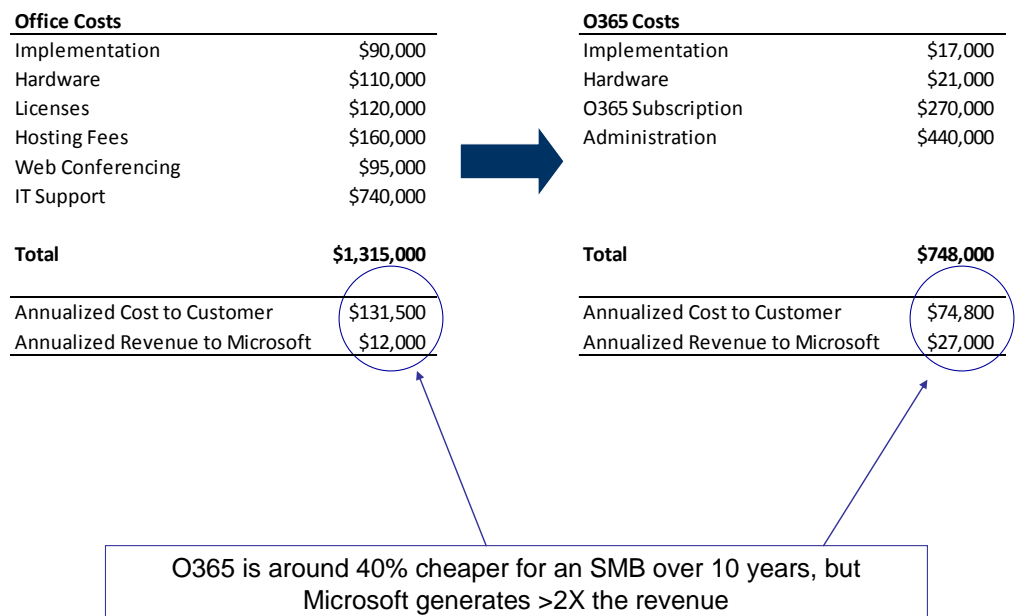 Office Costs
Implementation $90,000
Hardware $110,000
Licenses $120,000
Hosting Fees $160,000
Web Conferencing $95,000
IT Support $740,000
Total $1,315,000
Annualized Cost to Customer $131,500
Annualized Revenue to Microsoft $12,000
O365 Costs
Implementation $17,000
Hardware $21,000
O365 Subscription $270,000
Administration $440,000
Total $748,000
Annualized Cost to Customer $74,800
Annualized Revenue to Microsoft $27,000
O365 is around 40% cheaper for an SMB over 10 years, but
Microsoft generates >2X the revenue